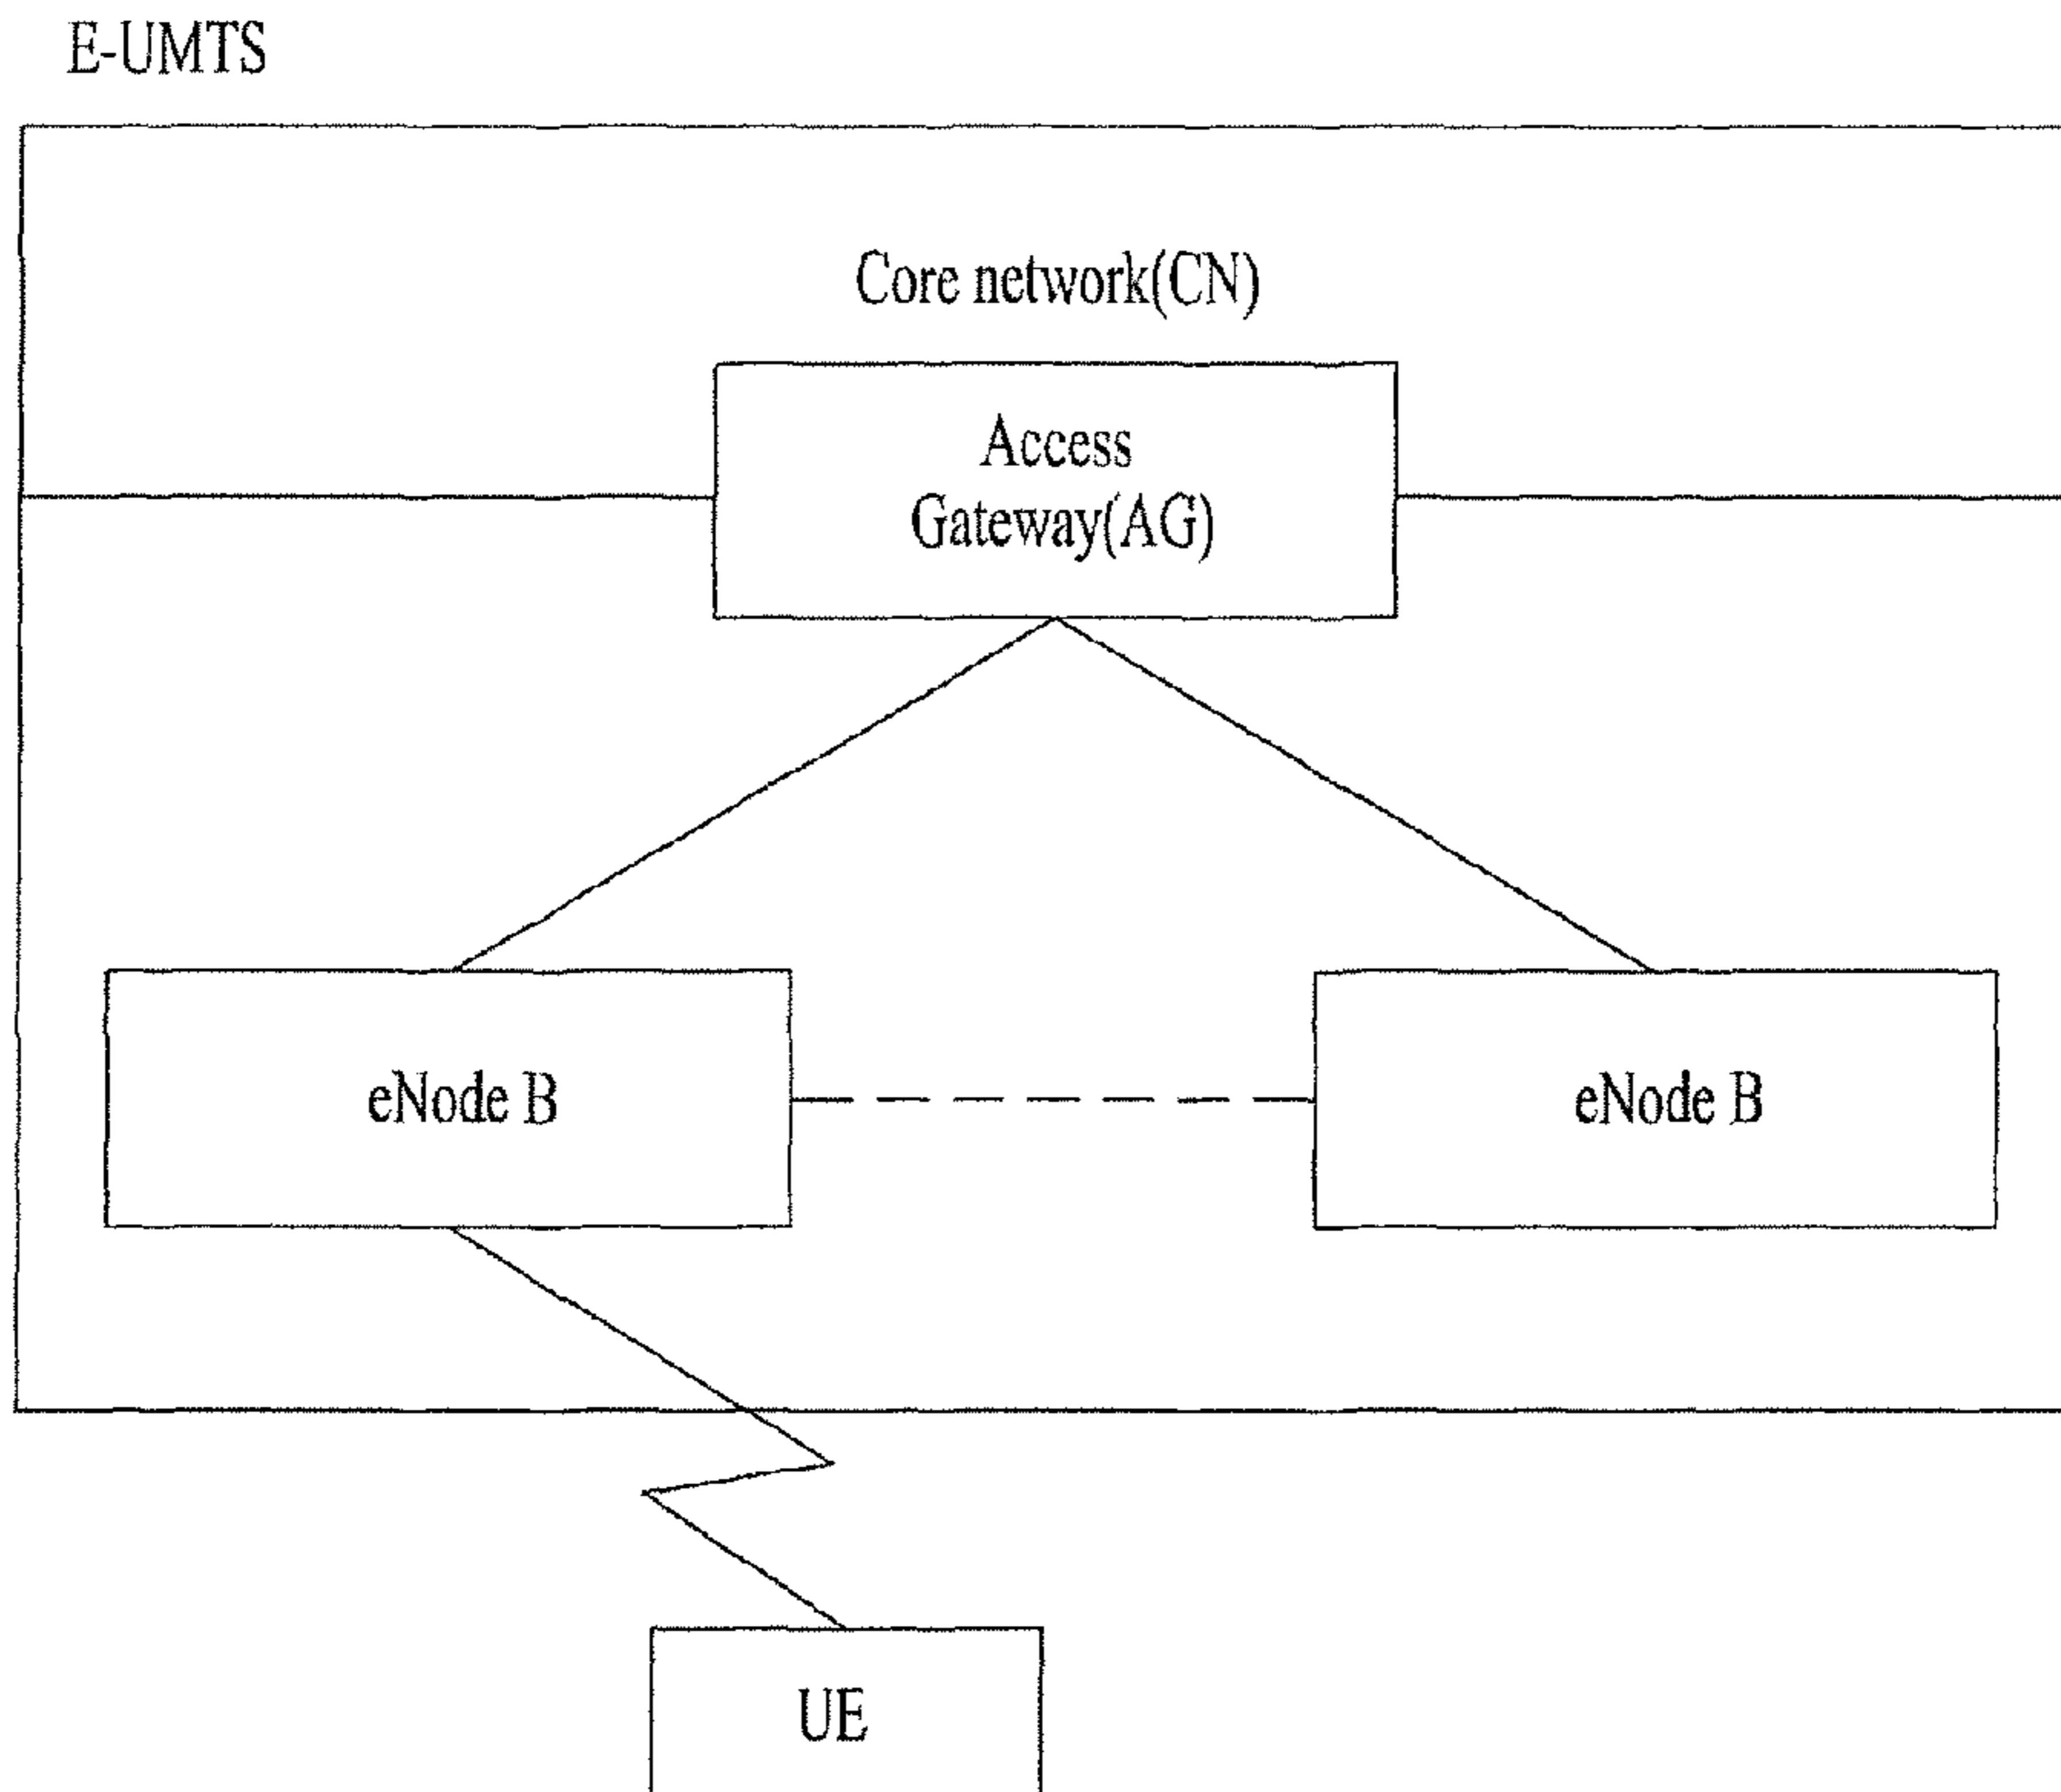 E-UMTS
Core network(CN)
Access
Gateway(AG)
eNode B
eNode B
UE